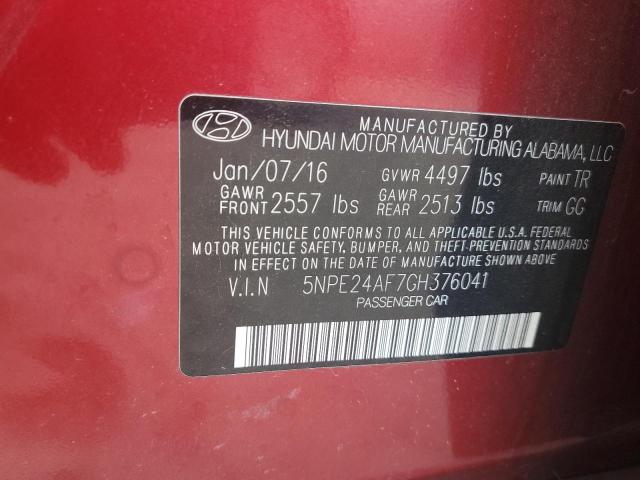 MANUFACTURED BY
HYUNDAI MOTOR MANUFACTURING ALABAMA, LLC
Jan/07/16 GVWR 4497 lbs PAINT TR
GAWR FRONT 2557 lbs GAWR REAR 2513 lbs TRIM GG
THIS VEHICLE CONFORMS TO ALL APPLICABLE U.S.A. FEDERAL
MOTOR VEHICLE SAFETY, BUMPER, AND THEFT PREVENTION STANDARDS
IN EFFECT ON THE DATE OF MANUFACTURE SHOWN ABOVE.
V.I.N 5NPE24AF7GH376041
PASSENGER CAR